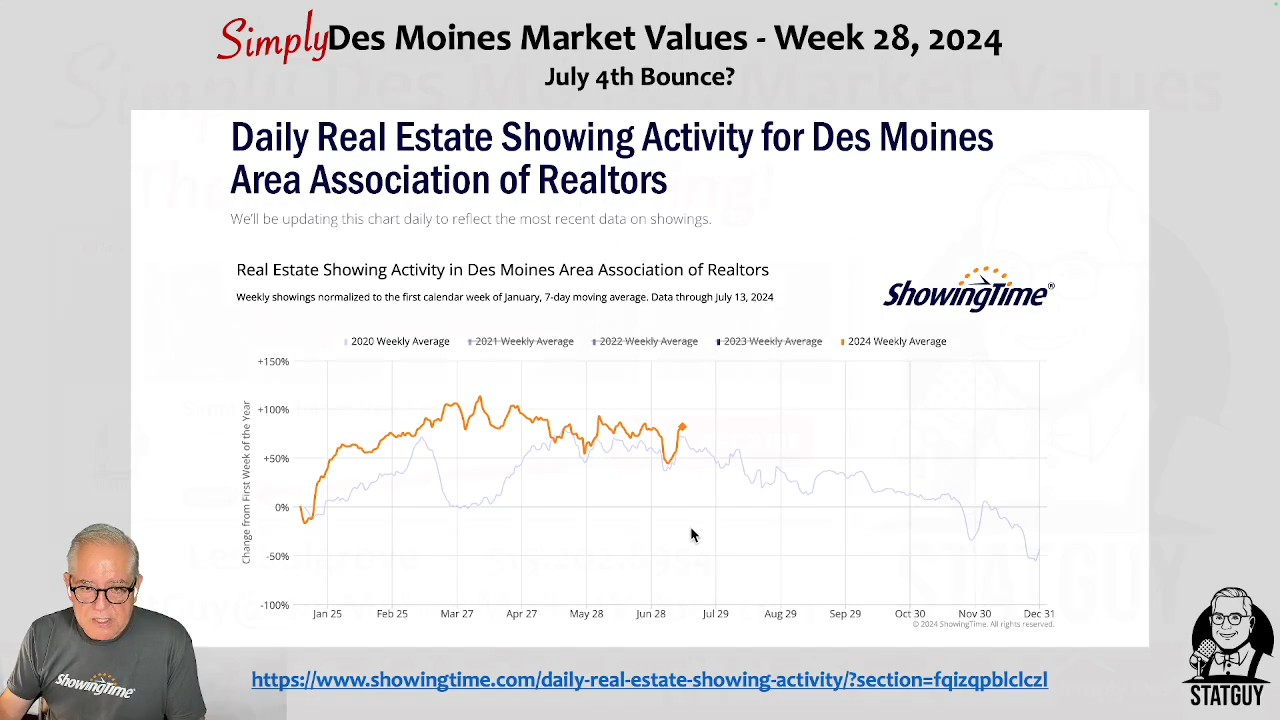 Simply Des Moines Market Values - Week 28, 2024
July 4th Bounce?
Daily Real Estate Showing Activity for Des Moines
Area Association of Realtors
We'll be updating this chart daily to reflect the most recent data on showings.
Real Estate Showing Activity in Des Moines Area Association of Realtors
Weekly showings normalized to the first calendar week of January, 7-day moving average. Data through July 13, 2024
ShowingTime®
2020 Weekly Average 2021 Weekly Average 2022 Weekly Average 2023 Weekly Average 2024 Weekly Average
Change from First Week of the Year
+150%
+100%
+50%
0%
-50%
-100%
Jan 25 Feb 25 Mar 27 Apr 27 May 28 Jun 28 Jul 29 Aug 29 Sep 29 Oct 30 Nov 30 Dec 31
© 2024 ShowingTime. All rights reserved.
ShowingTime
https://www.showingtime.com/daily-real-estate-showing-activity/?section=fqizqpblclczl
STATGUY